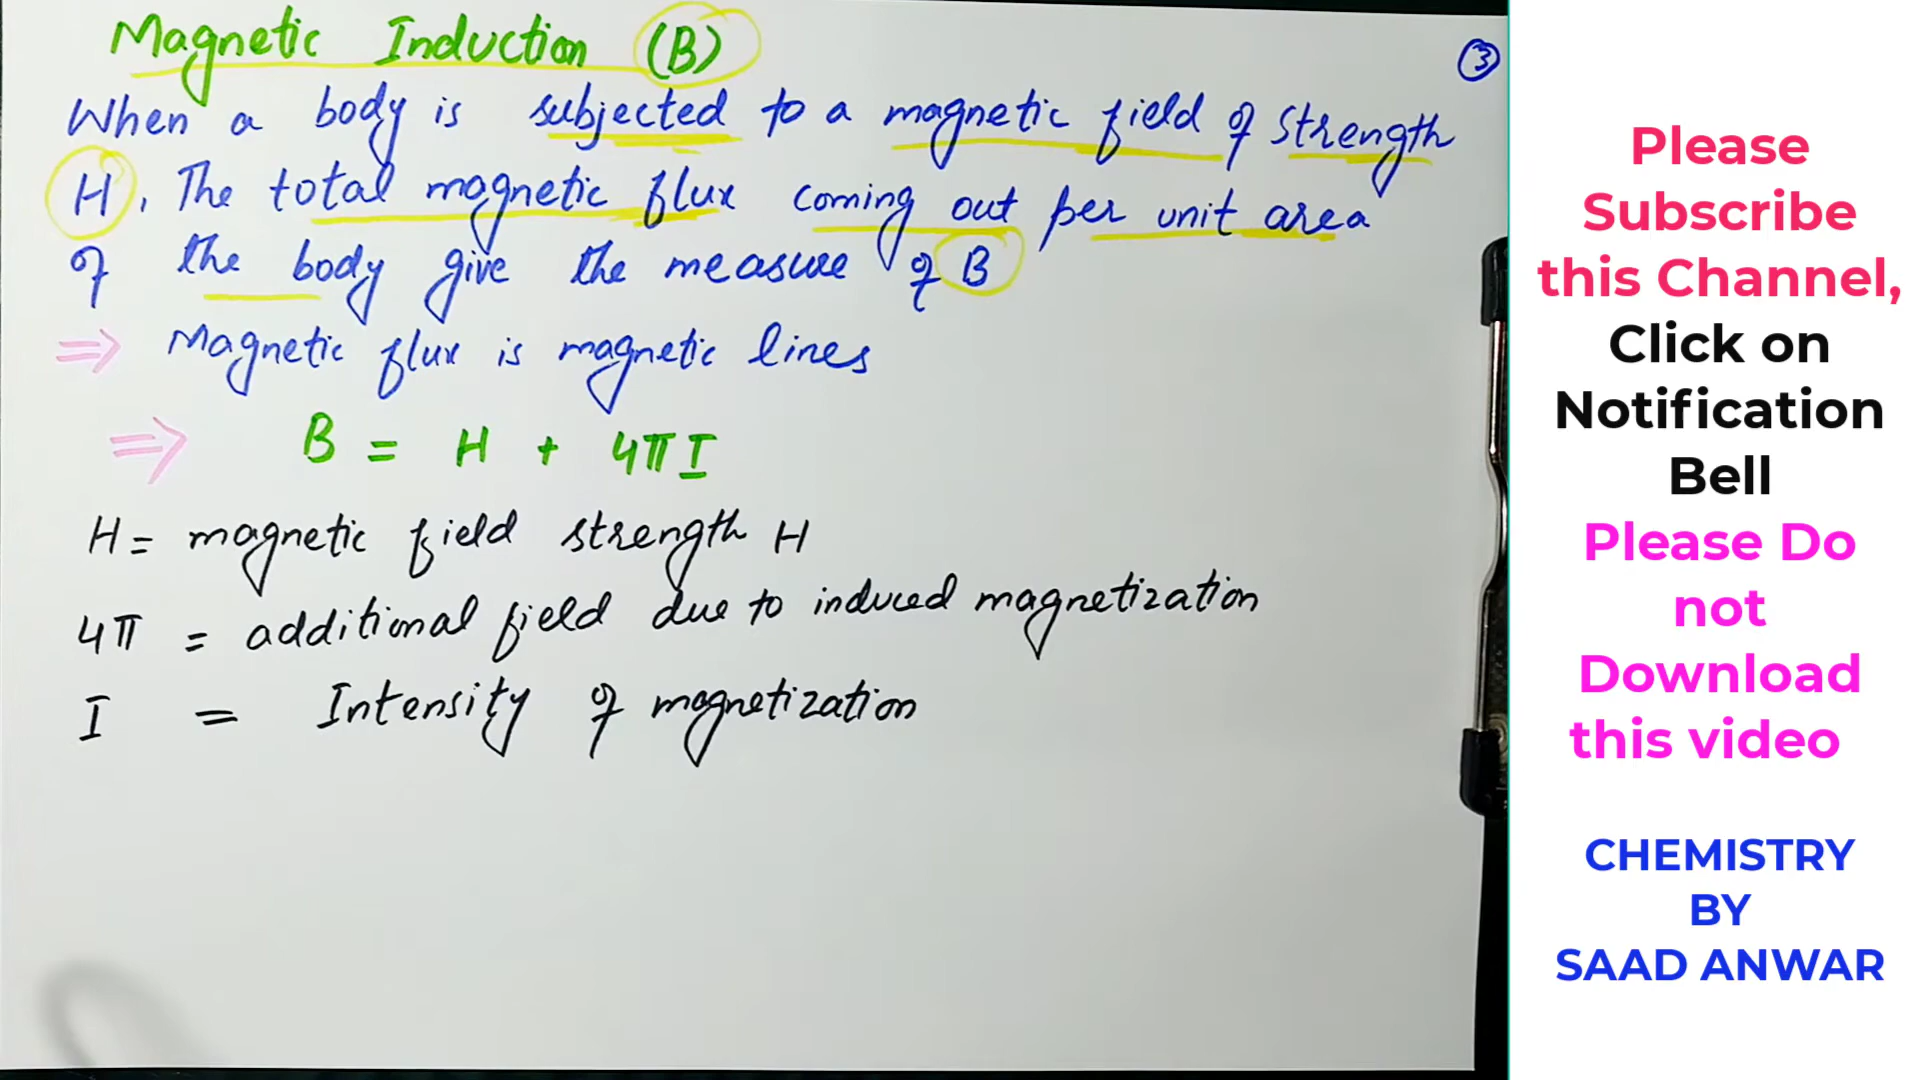 Magnetic Induction (B)
3
When a body is subjected to a magnetic field of strength
H, The total magnetic flux coming out per unit area
of the body give the measure of B
⇒ Magnetic flux is magnetic lines
⇒ B = H + 4πI
H = magnetic field strength H
4π = additional field due to induced magnetization
I = Intensity of magnetization
Please
Subscribe
this Channel,
Click on
Notification
Bell
Please Do
not
Download
this video
CHEMISTRY
BY
SAAD ANWAR